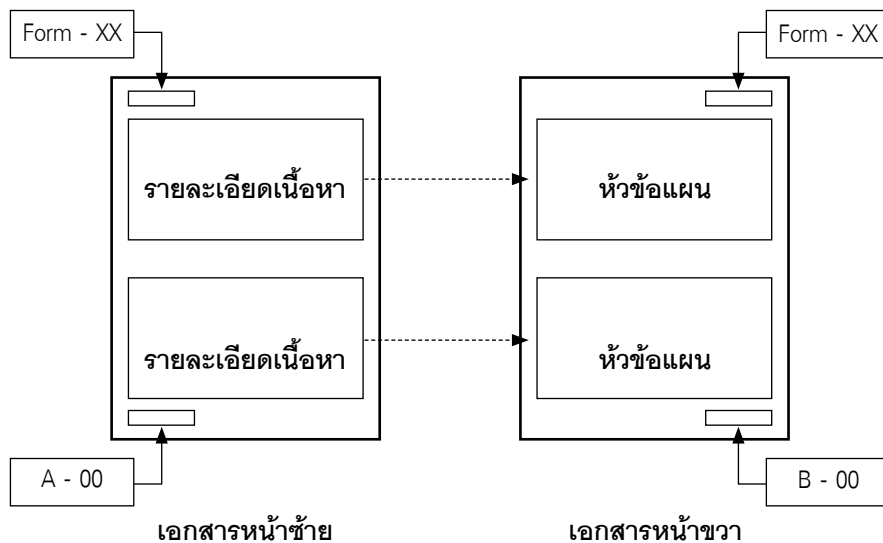 Form - XX
Form - XX
รายละเอียดเนื้อหา
หัวข้อแผน
รายละเอียดเนื้อหา
หัวข้อแผน
A - 00
B - 00
เอกสารหน้าซ้าย
เอกสารหน้าขวา